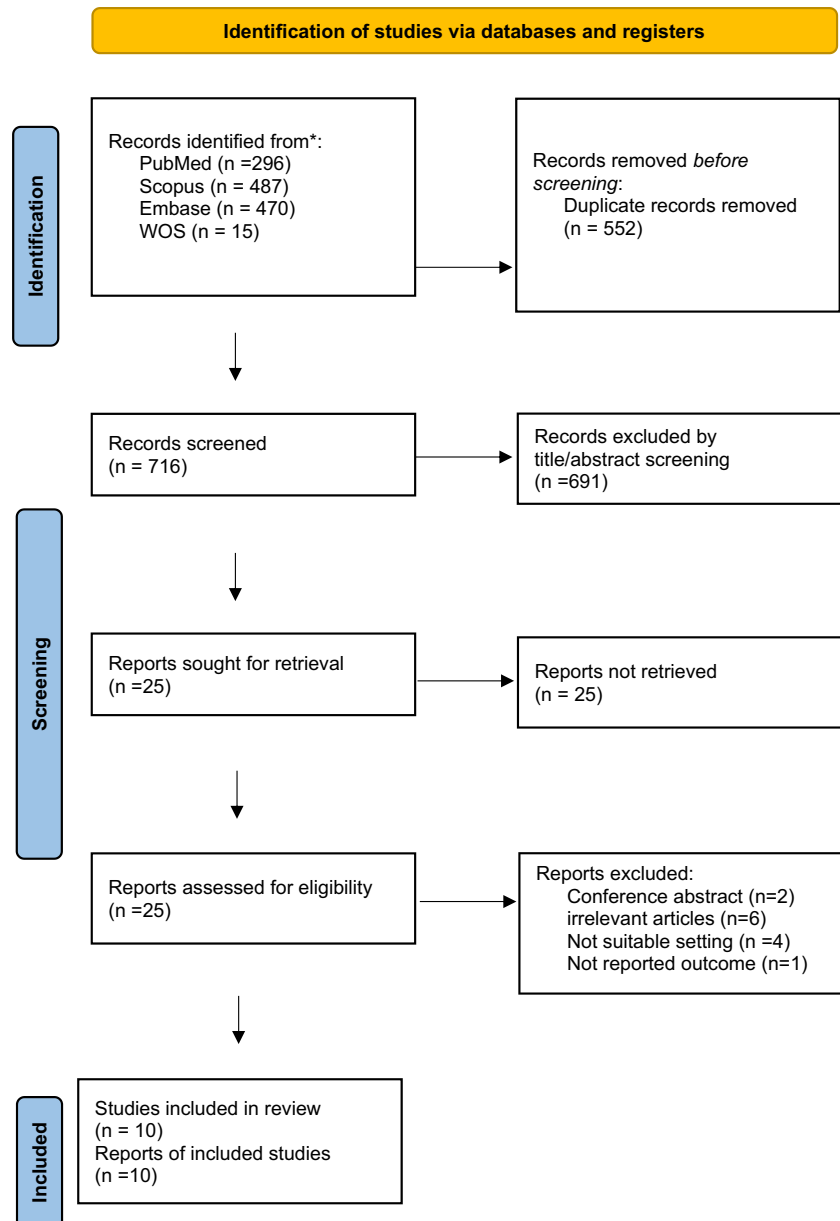 Identification of studies via databases and registers
Identification
Records identified from*:
PubMed (n =296)
Scopus (n = 487)
Embase (n = 470)
WOS (n = 15)
Records removed before
screening:
Duplicate records removed
(n = 552)
Records screened
(n = 716)
Records excluded by
title/abstract screening
(n =691)
Screening
Reports sought for retrieval
(n =25)
Reports not retrieved
(n = 25)
Reports assessed for eligibility
(n =25)
Reports excluded:
Conference abstract (n=2)
irrelevant articles (n=6)
Not suitable setting (n =4)
Not reported outcome (n=1)
Included
Studies included in review
(n = 10)
Reports of included studies
(n =10)